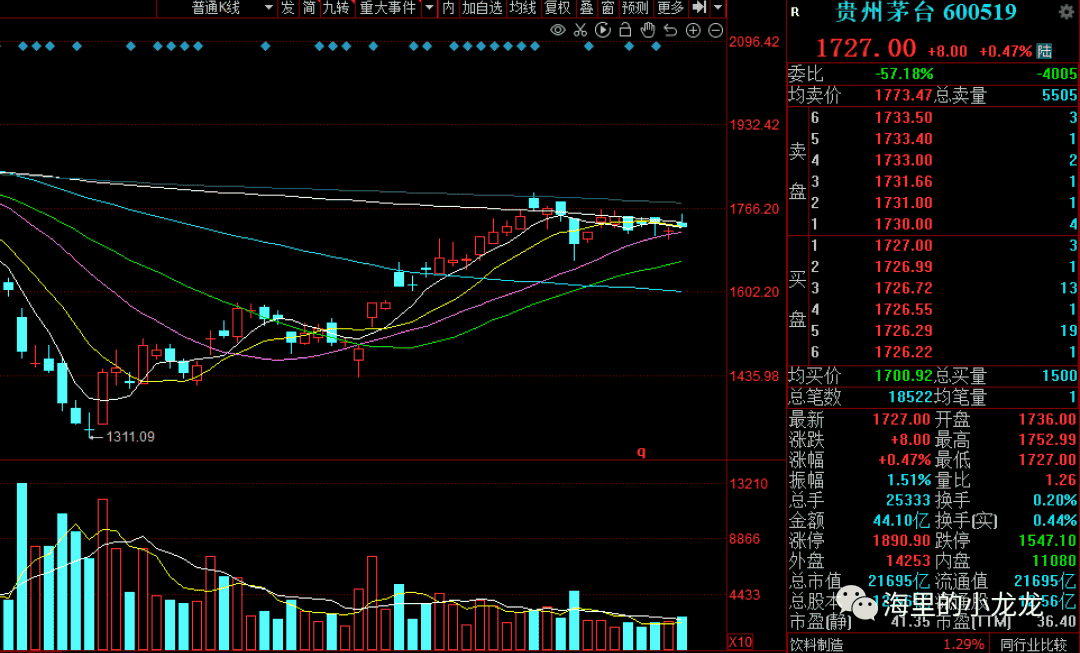 普通K线 发 简 九转 重大事件 内 加自选 均线 复权 叠 窗 预测 更多
2096.42
1932.42
1766.20
1602.20
1435.98
←1311.09
q
13210
8866
4433
X10
R 贵州茅台 600519
1727.00 +8.00 +0.47% 陆
委比 -57.18% -4005
均卖价 1773.47 总卖量 5505
卖盘
6 1733.50 3
5 1733.40 1
4 1733.00 2
3 1731.66 1
2 1731.00 1
1 1730.00 4
买盘
1 1727.00 3
2 1726.99 1
3 1726.72 13
4 1726.55 1
5 1726.29 19
6 1726.22 1
均买价 1700.92 总买量 1500
总笔数 18522 均笔量 1
最新 1727.00 开盘 1736.00
涨跌 +8.00 最高 1752.99
涨幅 +0.47% 最低 1727.00
振幅 1.51% 量比 1.26
总手 25333 换手 0.20%
金额 44.10亿 换手(实) 0.44%
涨停 1890.90 跌停 1547.10
外盘 14253 内盘 11080
总市值 21695亿 流通值 21695亿
总股本
海里的小龙龙
市盈(静) 41.35 市盈(TTM) 36.40
饮料制造 1.29% 同行业比较